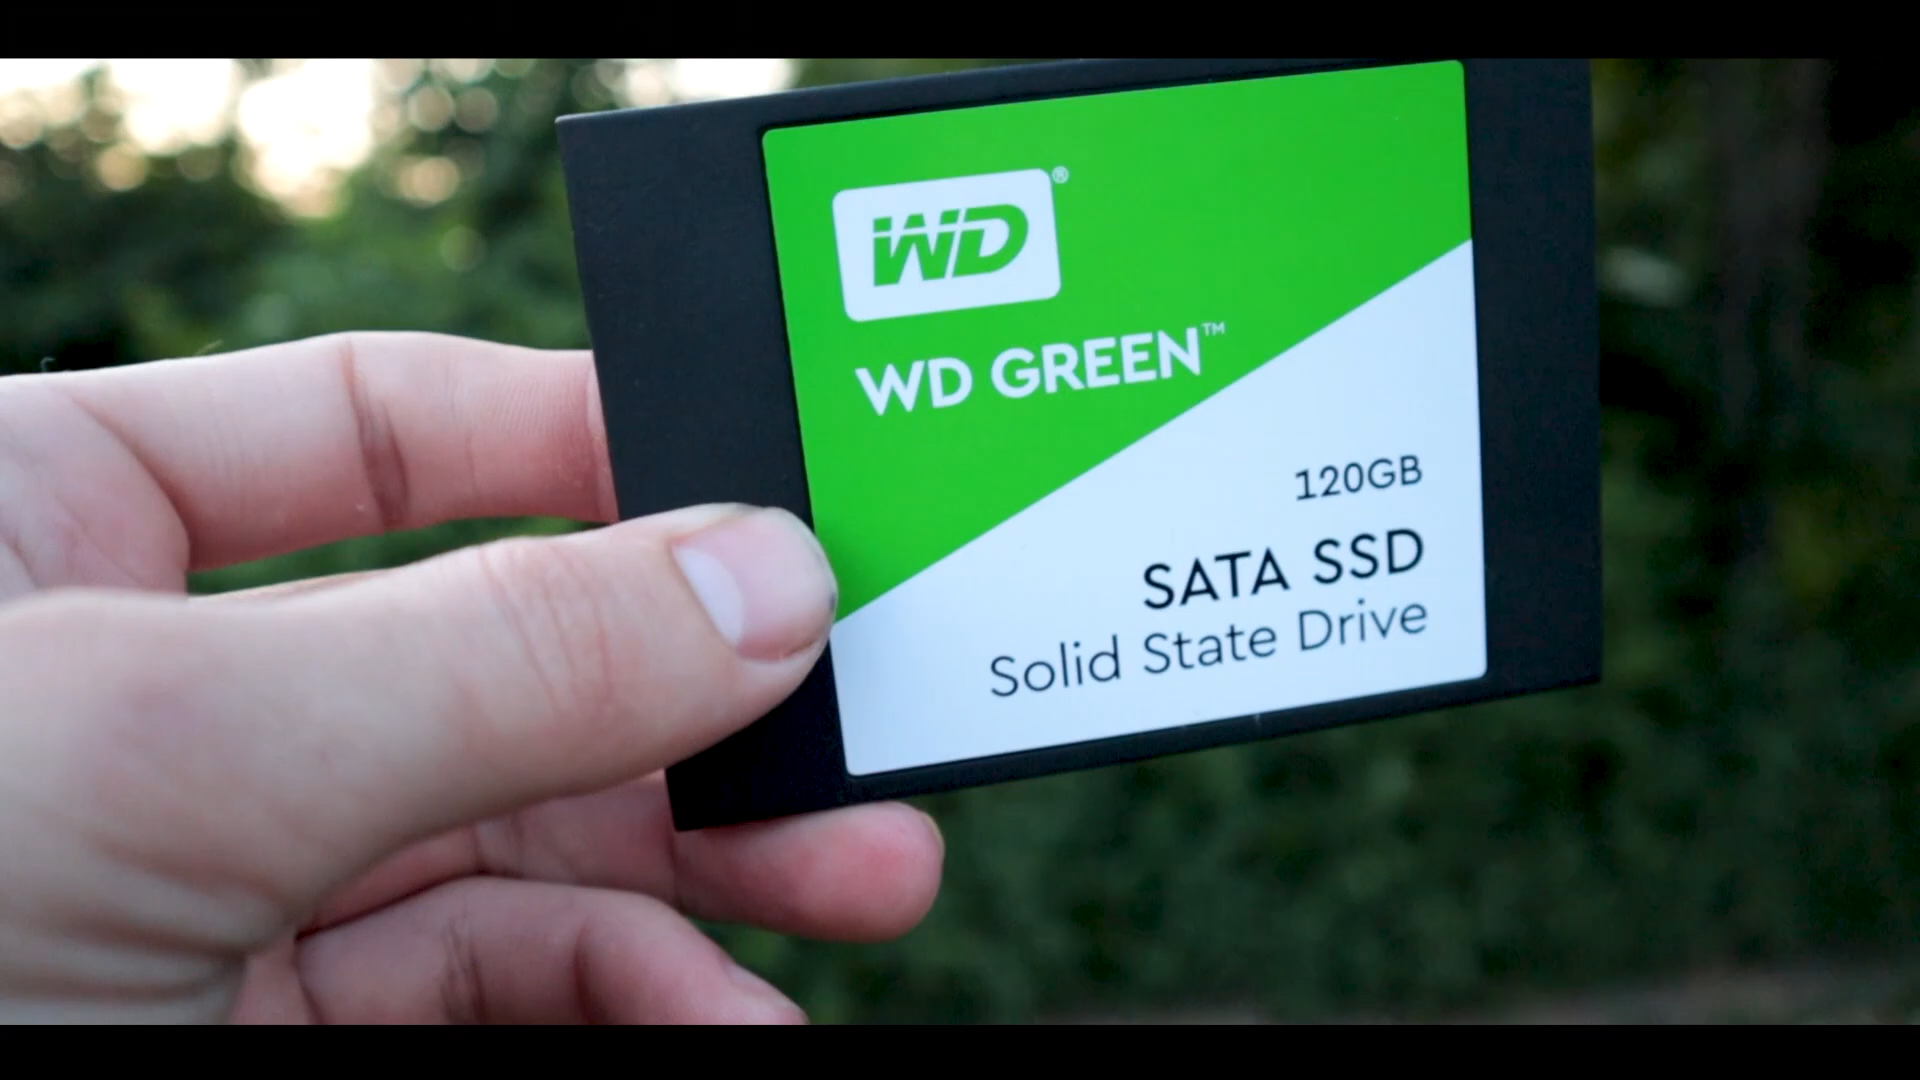 WD®
WD GREEN™
120GB
SATA SSD
Solid State Drive